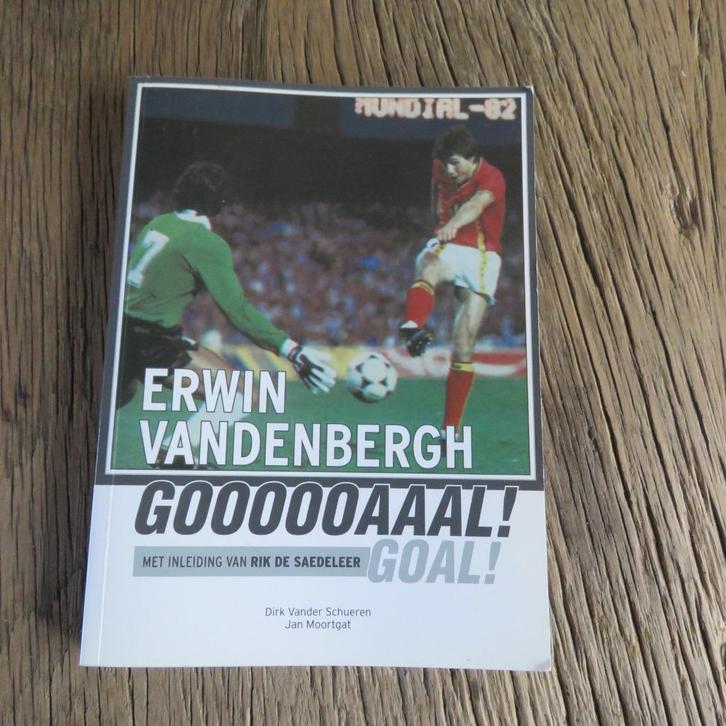 MUNDIAL-82
7
ERWIN
VANDENBERGH
GOOOOOAAAL!
GOAL!
MET INLEIDING VAN RIK DE SAEDELEER
Dirk Vander Schueren
Jan Moortgat